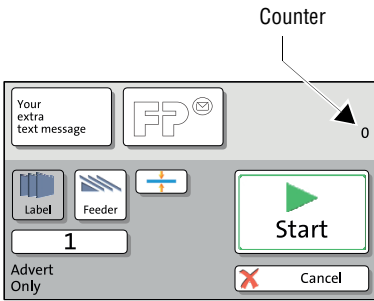 Counter
Your
extra
text message
FP®
0
Label
Feeder
1
Start
Advert
Only
Cancel